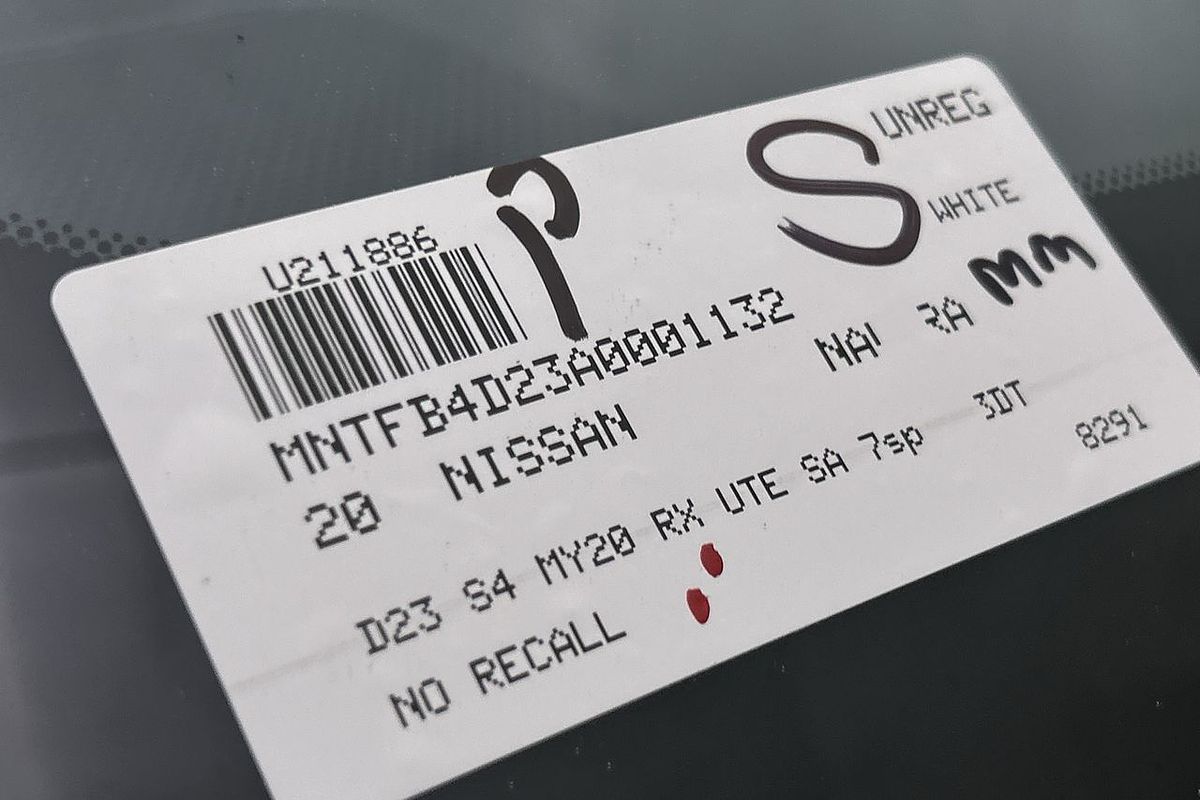 UNREG
S
P
WHITE
U211886
MM
MNTFB4D23A0001132
RA
20 NISSAN
D23 S4 MY20 RX UTE SA 7sp 3DT
8291
NO RECALL